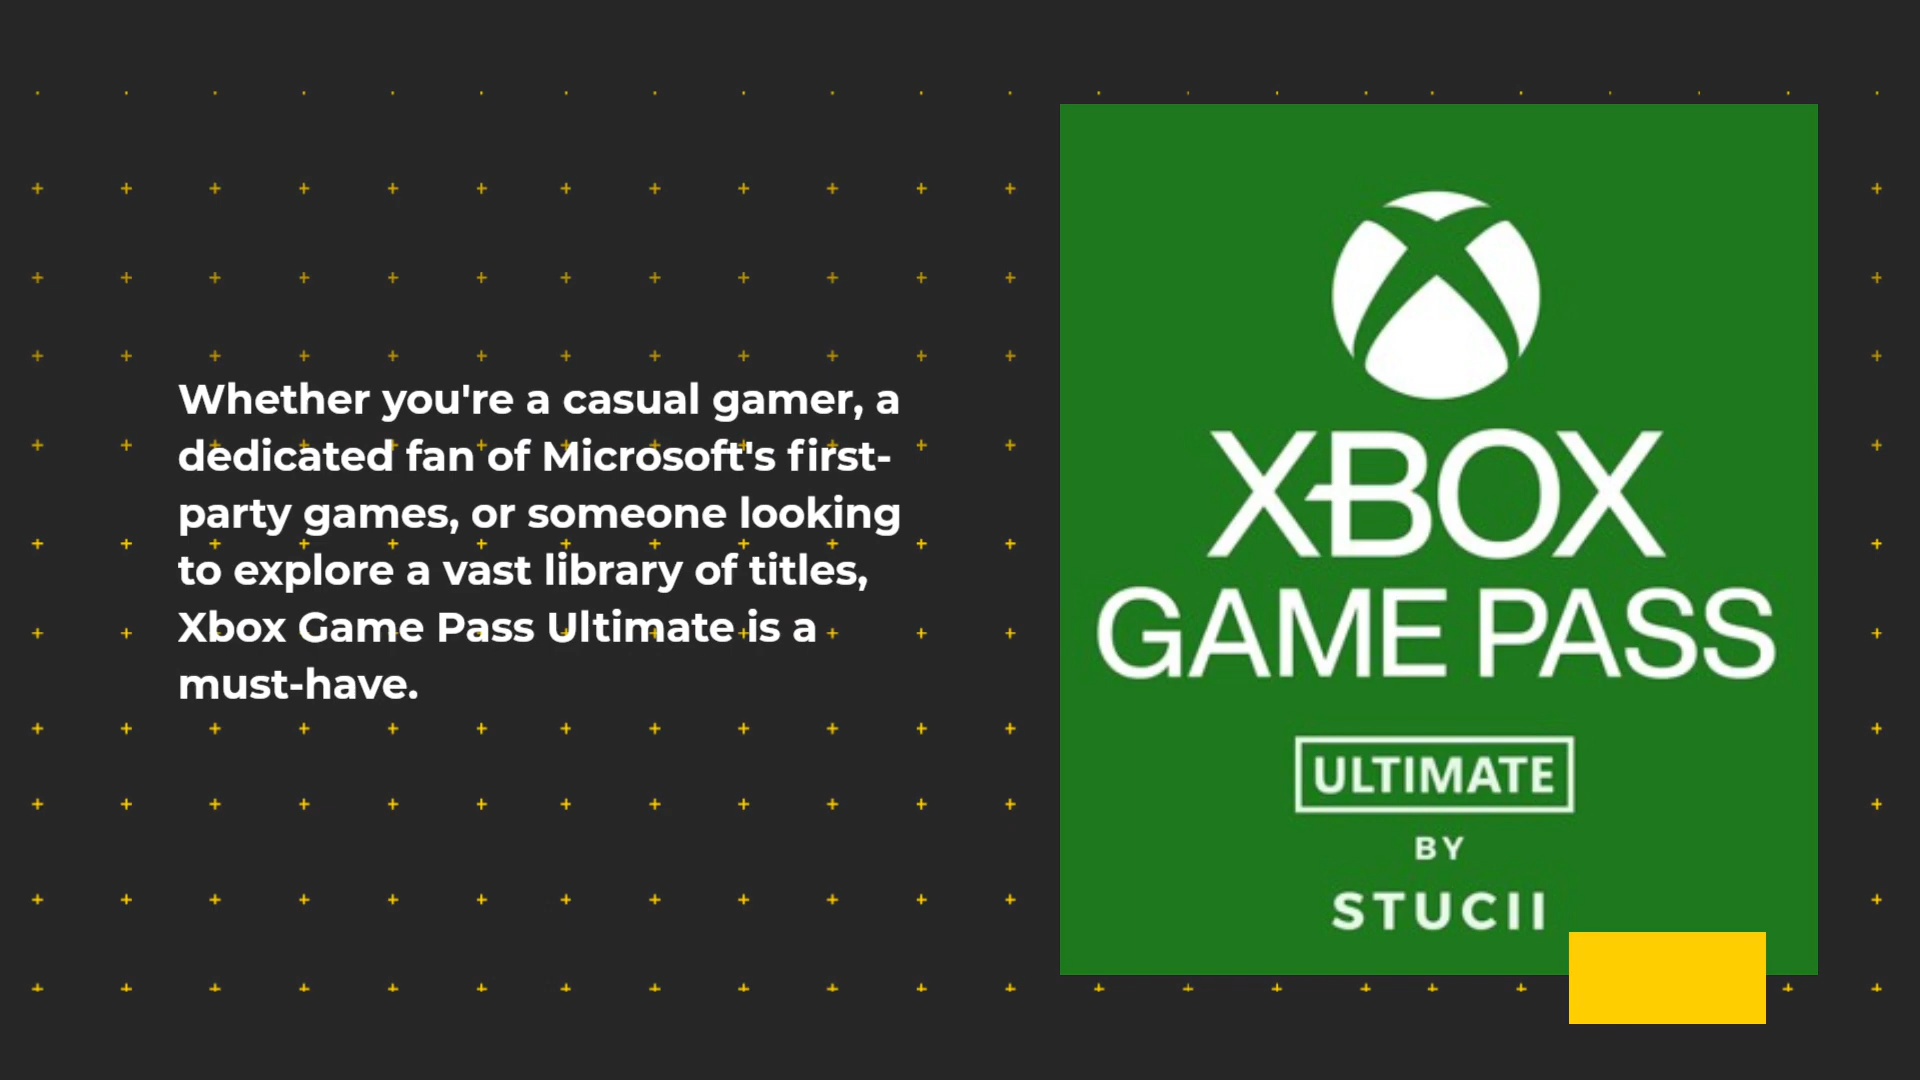 Whether you're a casual gamer, a
dedicated fan of Microsoft's first-
party games, or someone looking
to explore a vast library of titles,
Xbox Game Pass Ultimate is a
must-have.
XBOX
GAME PASS
ULTIMATE
BY
STUCII